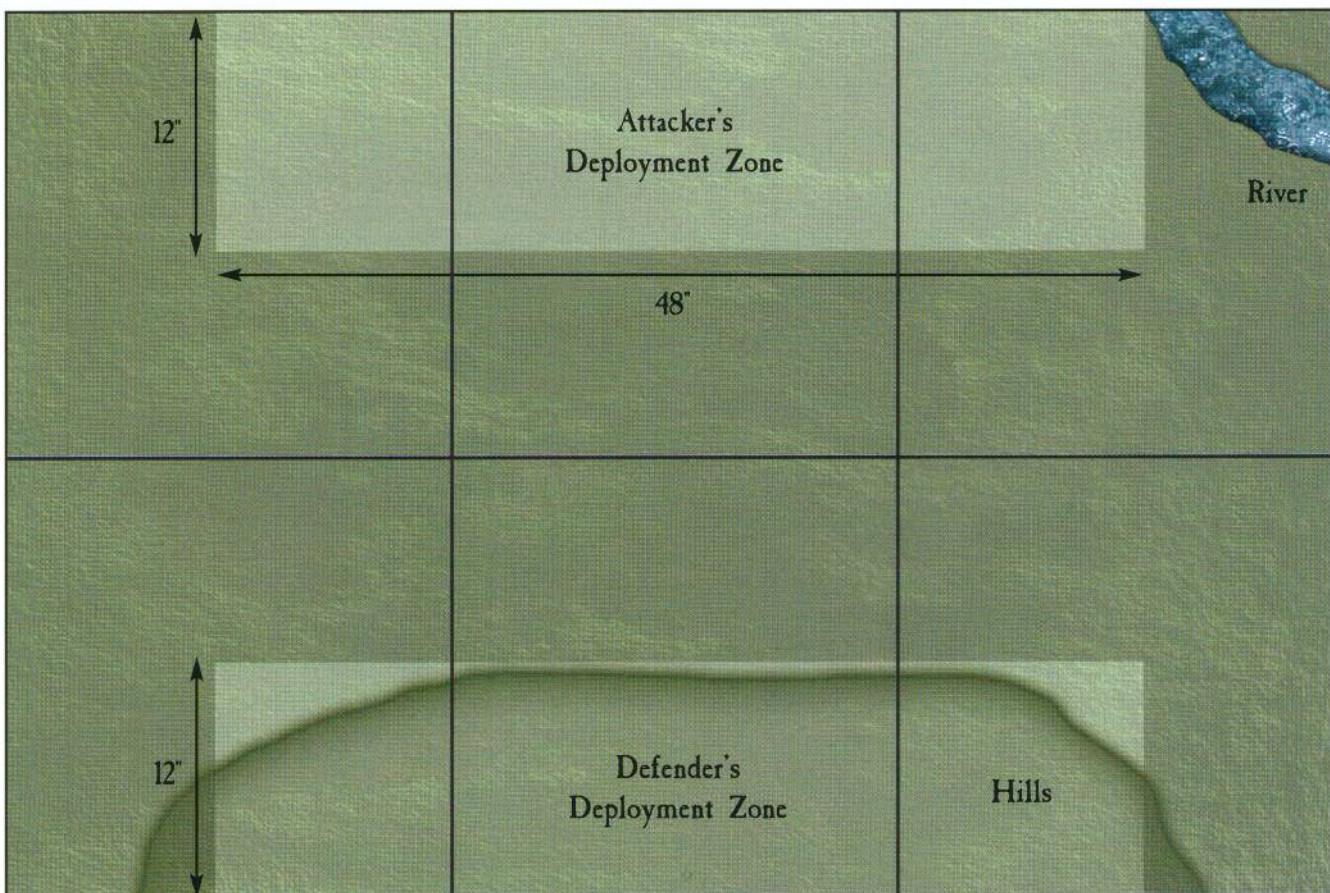 12"
Attacker's
Deployment Zone
River
48"
12"
Defender's
Deployment Zone
Hills